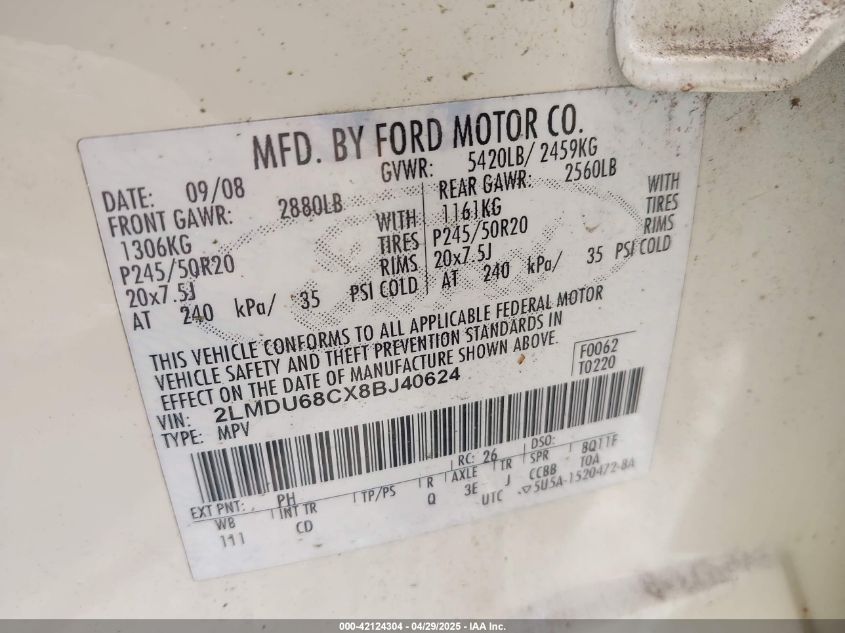 MFD. BY FORD MOTOR CO.
DATE: 09/08 GVWR: 5420LB/ 2459KG
FRONT GAWR: 2880LB REAR GAWR: 2560LB
1306KG WITH 1161KG WITH
P245/50R20 TIRES P245/50R20 TIRES
20x7.5J RIMS 20x7.5J RIMS
AT 240 kPa/ 35 PSI COLD AT 240 kPa/ 35 PSI COLD
THIS VEHICLE CONFORMS TO ALL APPLICABLE FEDERAL MOTOR
VEHICLE SAFETY AND THEFT PREVENTION STANDARDS IN
EFFECT ON THE DATE OF MANUFACTURE SHOWN ABOVE.
VIN: 2LMDU68CX8BJ40624
TYPE: MPV
F0062
T0220
EXT PNT: PH RC: 26 DSO:
WB INT TR TP/PS R AXLE TR SPR BQ11F
111 CD Q 3E J CCBB TOA
UTC 5U5A-1520472-BA
000-42124304 | 04/29/2025 | IAA Inc.